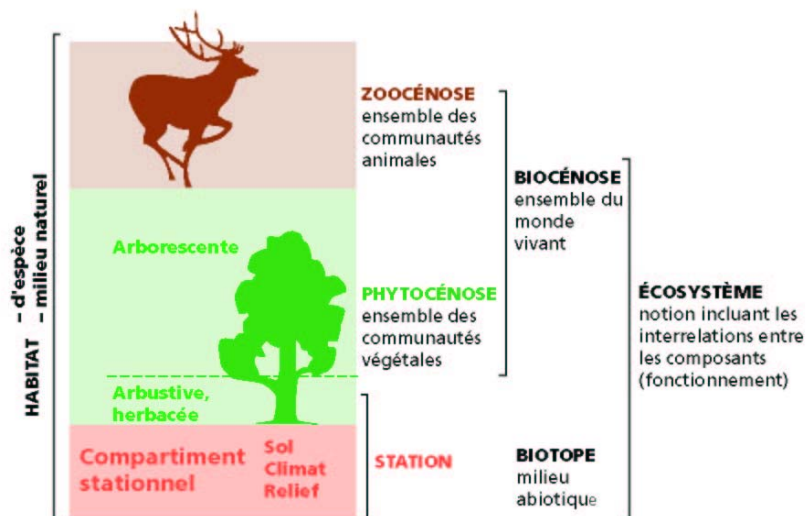 HABITAT – d'espèce
– milieu naturel
ZOOCÉNOSE
ensemble des
communautés
animales
BIOCÉNOSE
ensemble du
monde
vivant
Arborescente
PHYTOCÉNOSE
ensemble des
communautés
végétales
ÉCOSYSTÈME
notion incluant les
interrelations entre
les composants
(fonctionnement)
Arbustive,
herbacée
Compartiment
stationnel
Sol
Climat
Relief
STATION
BIOTOPE
milieu
abiotique